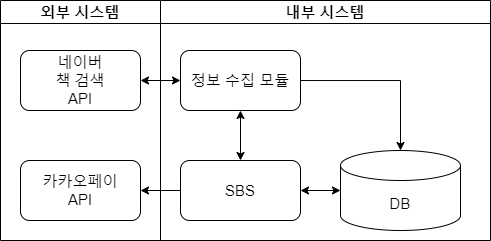 외부 시스템
내부 시스템
네이버
책 검색
API
정보 수집 모듈
카카오페이
API
SBS
DB